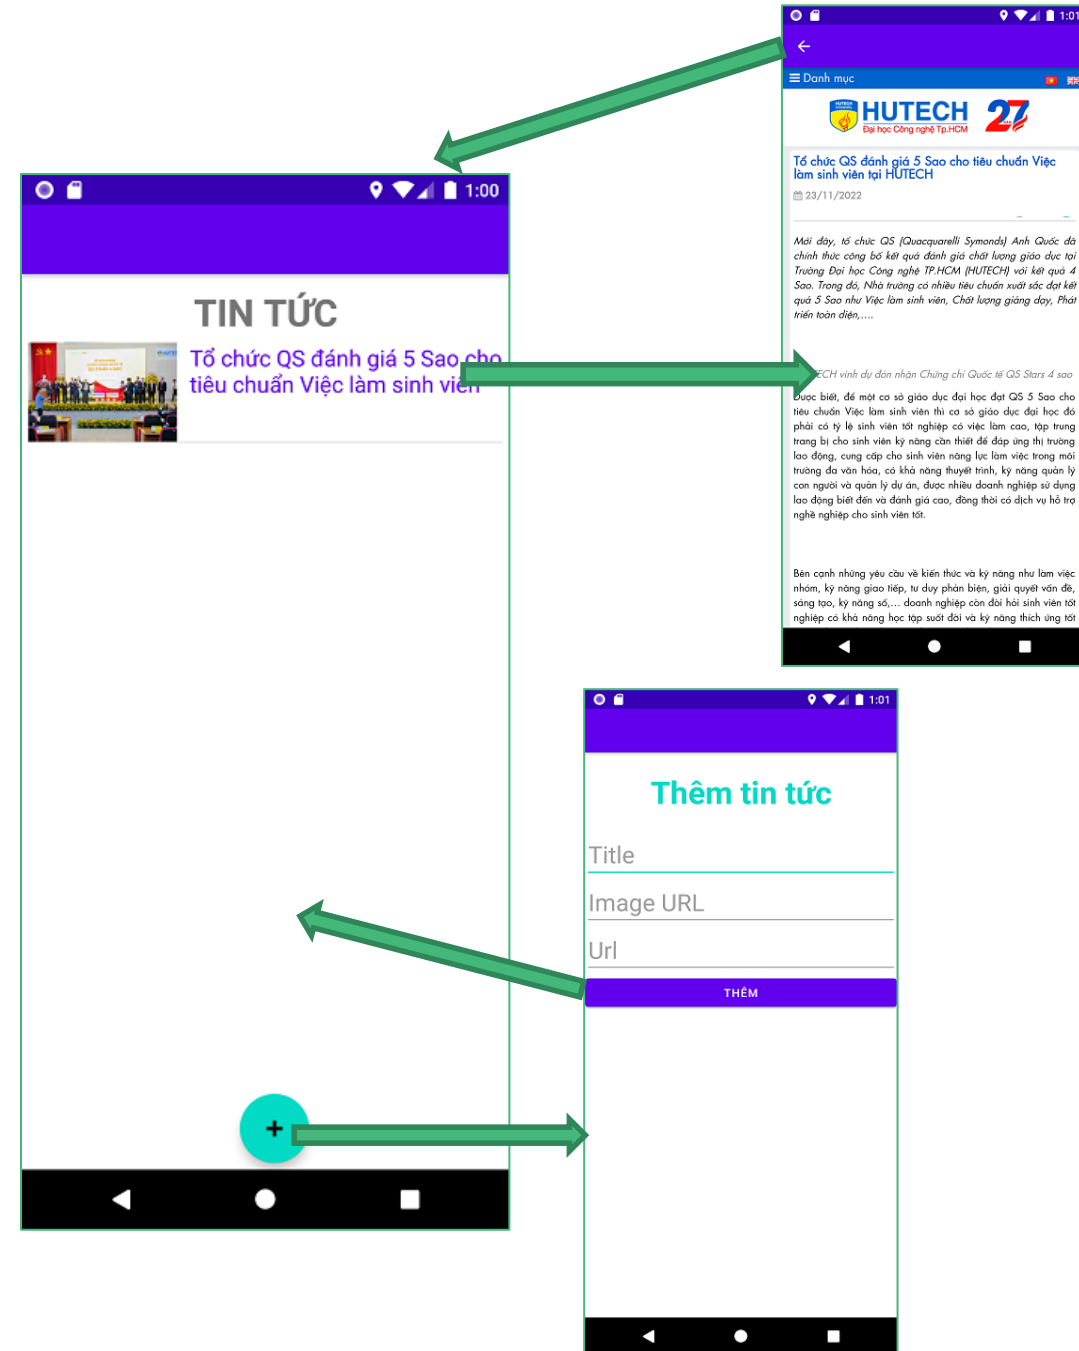 1:00
TIN TỨC
Tổ chức QS đánh giá 5 Sao cho
tiêu chuẩn Việc làm sinh viên
+
1:01
Danh mục
HUTECH
Đại học Công nghệ Tp.HCM
27
Tổ chức QS đánh giá 5 Sao cho tiêu chuẩn Việc
làm sinh viên tại HUTECH
23/11/2022
Mới đây, tổ chức QS (Quacquarelli Symonds) Anh Quốc đã
chính thức công bố kết quả đánh giá chất lượng giáo dục tại
Trường Đại học Công nghệ TP.HCM (HUTECH) với kết quả 4
Sao. Trong đó, Nhà trường có nhiều tiêu chuẩn xuất sắc đạt kết
quả 5 Sao như Việc làm sinh viên, Chất lượng giảng dạy, Phát
triển toàn diện,....
ECH vinh dự đón nhận Chứng chỉ Quốc tế QS Stars 4 sao
Được biết, để một cơ sở giáo dục đại học đạt QS 5 Sao cho
tiêu chuẩn Việc làm sinh viên thì cơ sở giáo dục đại học đó
phải có tỷ lệ sinh viên tốt nghiệp có việc làm cao, tập trung
trang bị cho sinh viên kỹ năng cần thiết để đáp ứng thị trường
lao động, cung cấp cho sinh viên năng lực làm việc trong môi
trường đa văn hóa, có khả năng thuyết trình, kỹ năng quản lý
con người và quản lý dự án, được nhiều doanh nghiệp sử dụng
lao động biết đến và đánh giá cao, đồng thời có dịch vụ hỗ trợ
nghề nghiệp cho sinh viên tốt.
Bên cạnh những yêu cầu về kiến thức và kỹ năng như làm việc
nhóm, kỹ năng giao tiếp, tư duy phản biện, giải quyết vấn đề,
sáng tạo, kỹ năng số,... doanh nghiệp còn đòi hỏi sinh viên tốt
nghiệp có khả năng học tập suốt đời và kỹ năng thích ứng tốt
1:01
Thêm tin tức
Title
Image URL
Url
THÊM